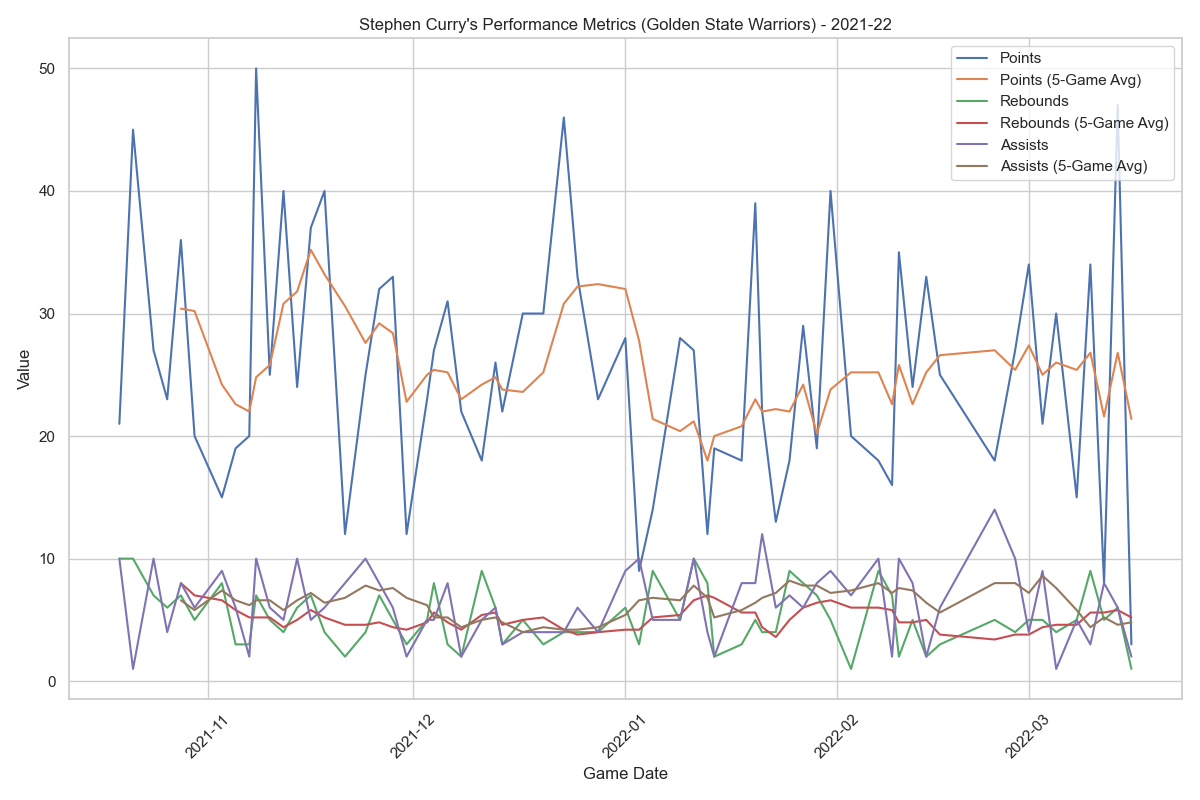 Stephen Curry's Performance Metrics (Golden State Warriors) - 2021-22
Points
Points (5-Game Avg)
Rebounds
Rebounds (5-Game Avg)
Assists
Assists (5-Game Avg)
50
40
30
20
10
0
Value
2021-11
2021-12
2022-01
2022-02
2022-03
Game Date